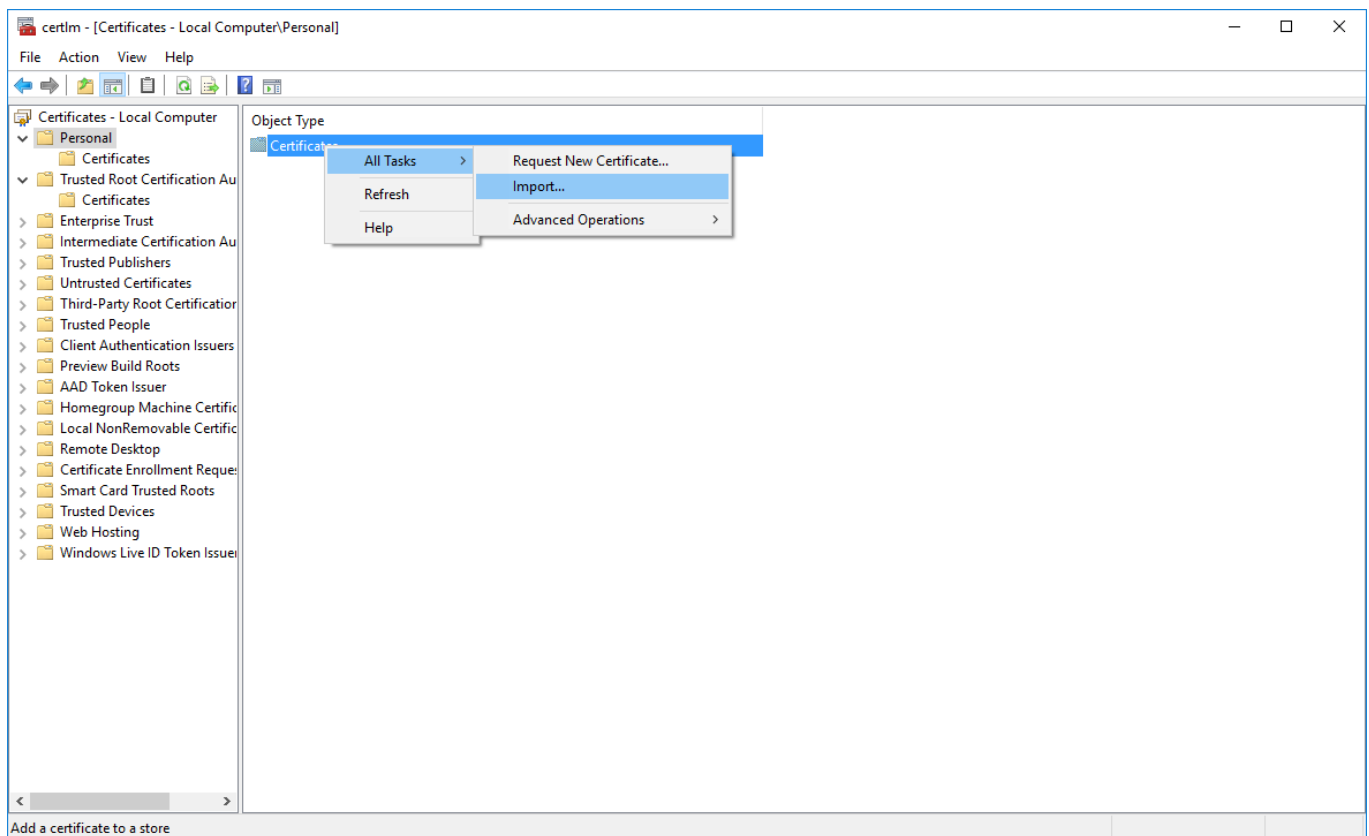 certlm - [Certificates - Local Computer\Personal]
File Action View Help
Certificates - Local Computer
Personal
Certificates
Trusted Root Certification Au
Certificates
Enterprise Trust
Intermediate Certification Au
Trusted Publishers
Untrusted Certificates
Third-Party Root Certification
Trusted People
Client Authentication Issuers
Preview Build Roots
AAD Token Issuer
Homegroup Machine Certific
Local NonRemovable Certific
Remote Desktop
Certificate Enrollment Reques
Smart Card Trusted Roots
Trusted Devices
Web Hosting
Windows Live ID Token Issuer
Object Type
Certificates
All Tasks
Refresh
Help
Request New Certificate...
Import...
Advanced Operations
Add a certificate to a store